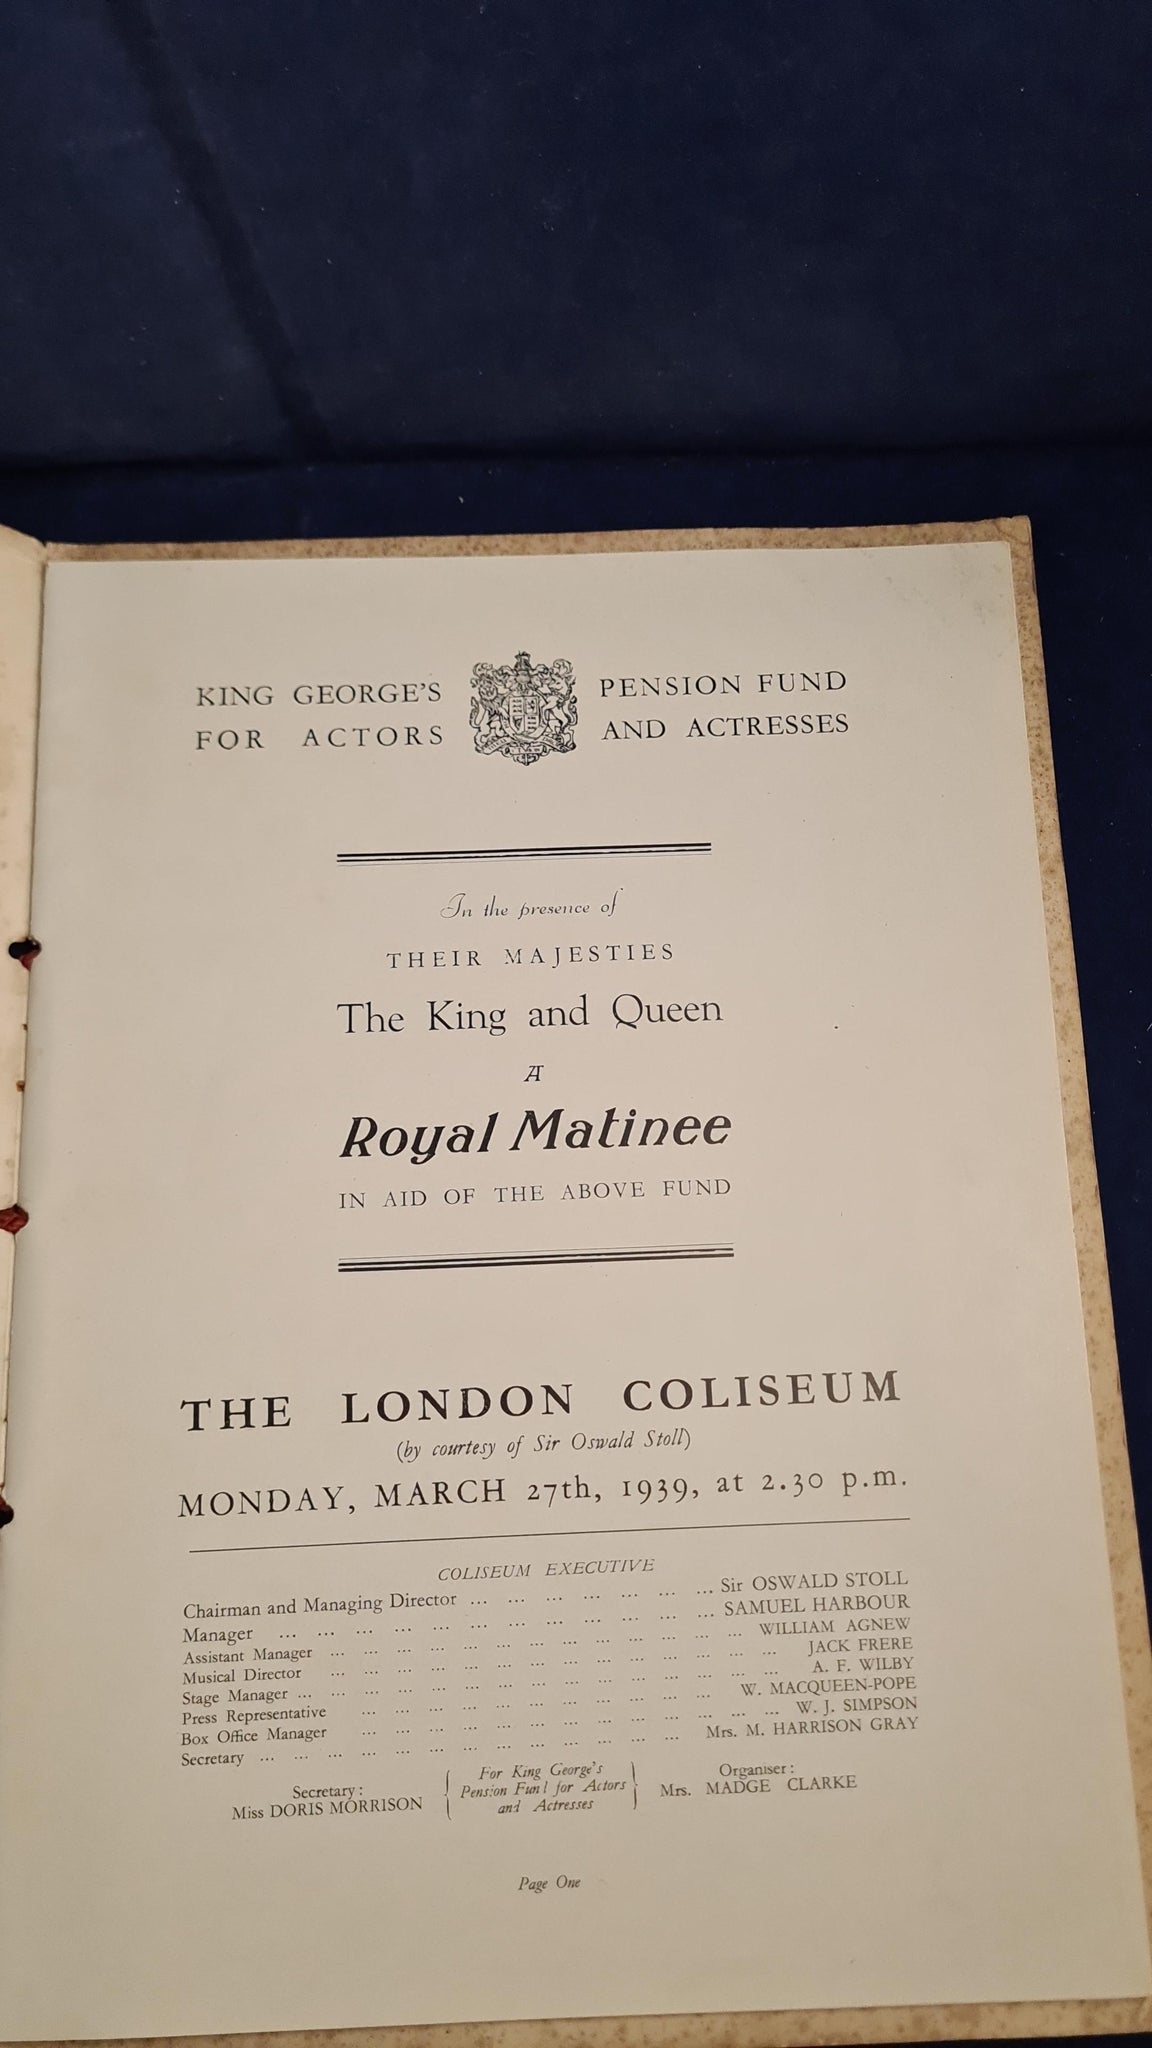 KING GEORGE'S PENSION FUND
FOR ACTORS AND ACTRESSES
In the presence of
THEIR MAJESTIES
The King and Queen
A
Royal Matinee
IN AID OF THE ABOVE FUND
THE LONDON COLISEUM
(by courtesy of Sir Oswald Stoll)
MONDAY, MARCH 27th, 1939, at 2.30 p.m.
COLISEUM EXECUTIVE
Chairman and Managing Director ... ... ... ... ... ... ... Sir OSWALD STOLL
Manager ... ... ... ... ... ... ... ... ... ... ... ... SAMUEL HARBOUR
Assistant Manager ... ... ... ... ... ... ... ... ... ... ... ... ... WILLIAM AGNEW
Musical Director ... ... ... ... ... ... ... ... ... ... ... ... ... ... JACK FRERE
Stage Manager ... ... ... ... ... ... ... ... ... ... ... ... ... ... ... A. F. WILBY
Press Representative ... ... ... ... ... ... ... ... ... ... ... W. MACQUEEN-POPE
Box Office Manager ... ... ... ... ... ... ... ... ... ... ... ... ... W. J. SIMPSON
Secretary ... ... ... ... ... ... ... ... ... ... ... ... ... Mrs. M. HARRISON GRAY
Secretary :
Miss DORIS MORRISON
For King George's
Pension Fund for Actors
and Actresses
Organiser :
Mrs. MADGE CLARKE
Page One